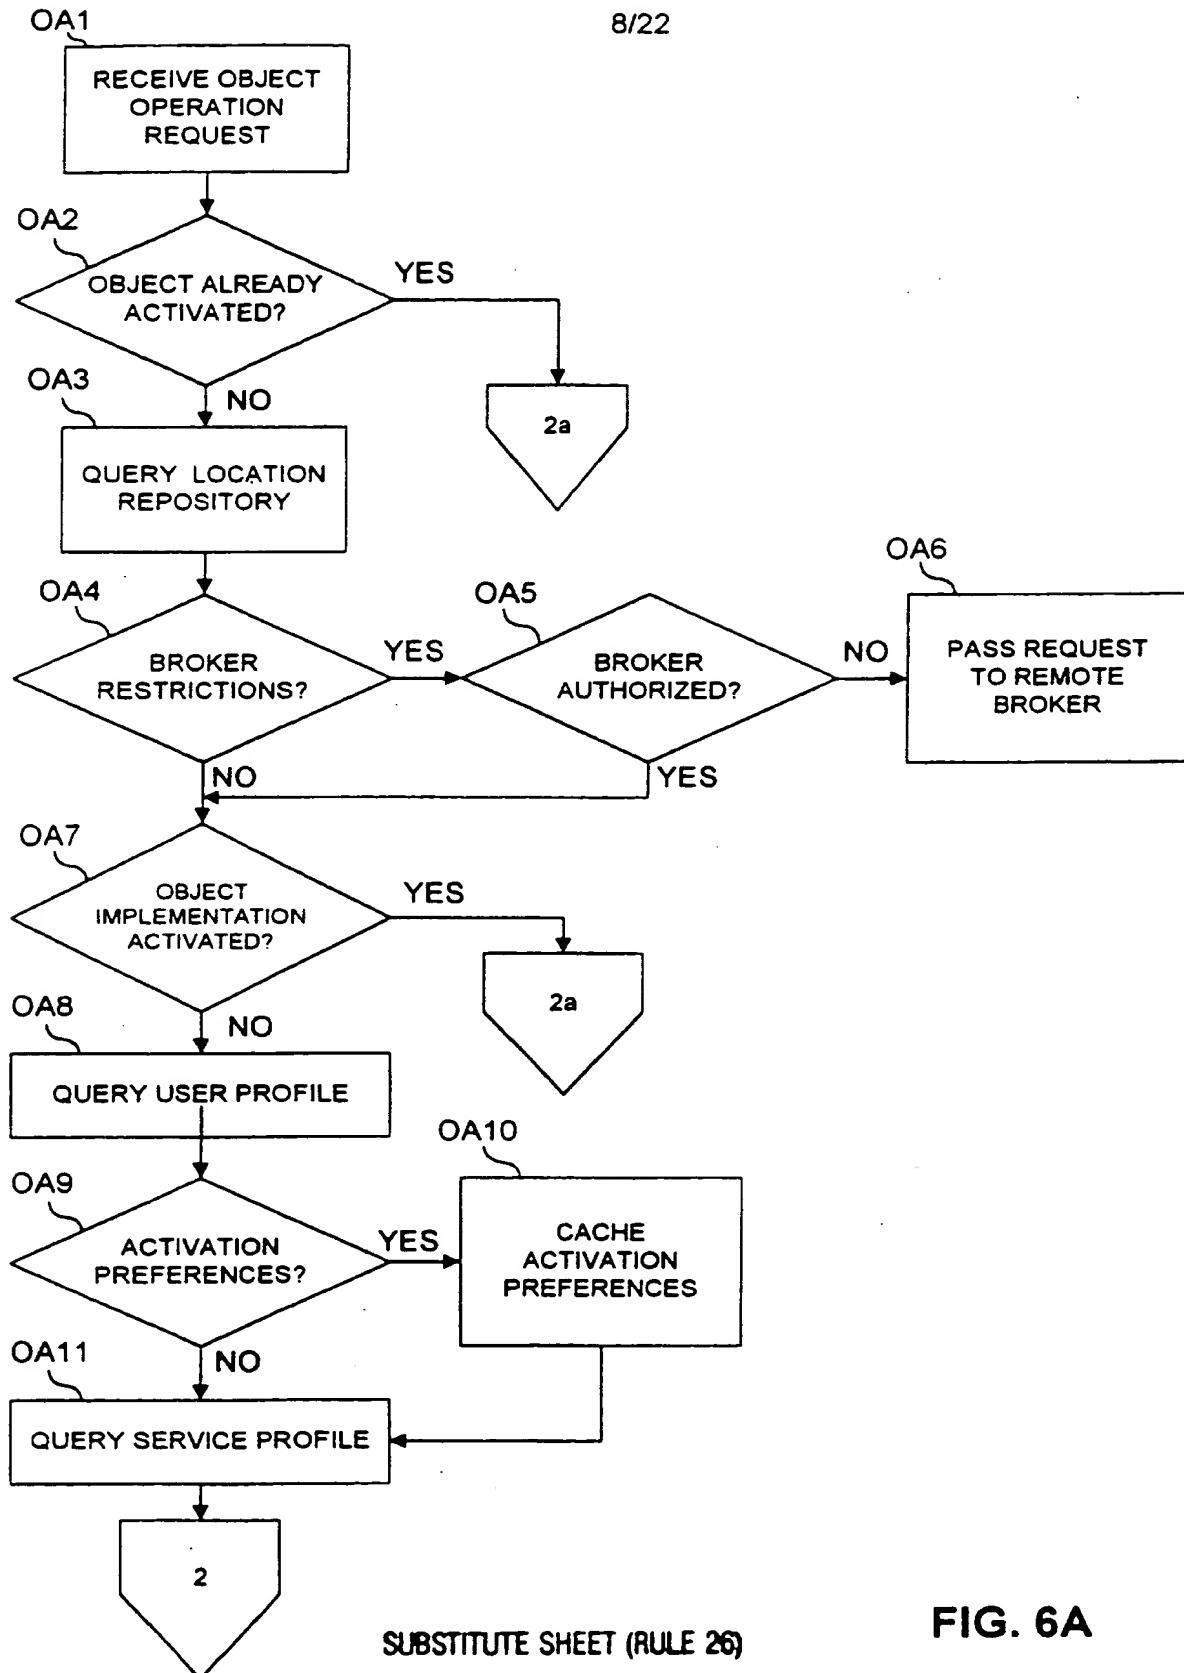 8/22
OA1
RECEIVE OBJECT
OPERATION
REQUEST
OA2
OBJECT ALREADY
ACTIVATED?
YES
2a
NO
OA3
QUERY LOCATION
REPOSITORY
OA4
BROKER
RESTRICTIONS?
YES
OA5
BROKER
AUTHORIZED?
NO
OA6
PASS REQUEST
TO REMOTE
BROKER
NO
YES
OA7
OBJECT
IMPLEMENTATION
ACTIVATED?
YES
2a
NO
OA8
QUERY USER PROFILE
OA9
ACTIVATION
PREFERENCES?
YES
OA10
CACHE
ACTIVATION
PREFERENCES
NO
OA11
QUERY SERVICE PROFILE
2
SUBSTITUTE SHEET (RULE 26)
FIG. 6A